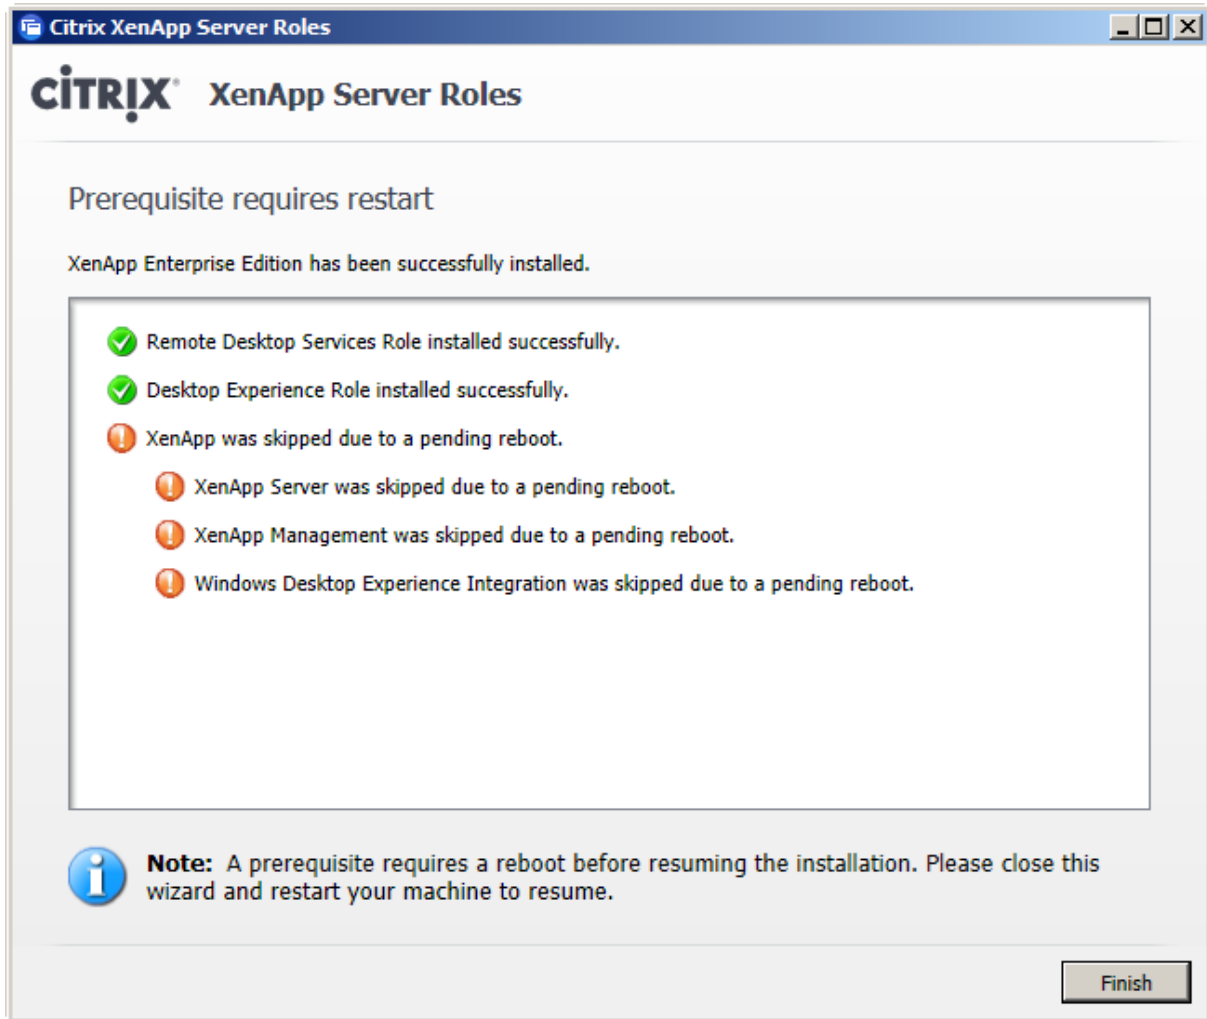 Citrix XenApp Server Roles
CITRIX XenApp Server Roles
Prerequisite requires restart
XenApp Enterprise Edition has been successfully installed.
Remote Desktop Services Role installed successfully.
Desktop Experience Role installed successfully.
XenApp was skipped due to a pending reboot.
XenApp Server was skipped due to a pending reboot.
XenApp Management was skipped due to a pending reboot.
Windows Desktop Experience Integration was skipped due to a pending reboot.
Note: A prerequisite requires a reboot before resuming the installation. Please close this
wizard and restart your machine to resume.
Finish